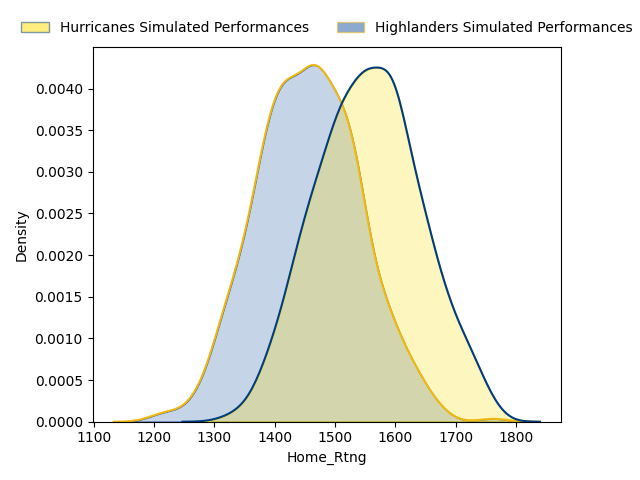 Hurricanes Simulated Performances Highlanders Simulated Performances
0.0040
0.0035
0.0030
0.0025
0.0020
0.0015
0.0010
0.0005
0.0000
Density
1100 1200 1300 1400 1500 1600 1700 1800
Home_Rtng